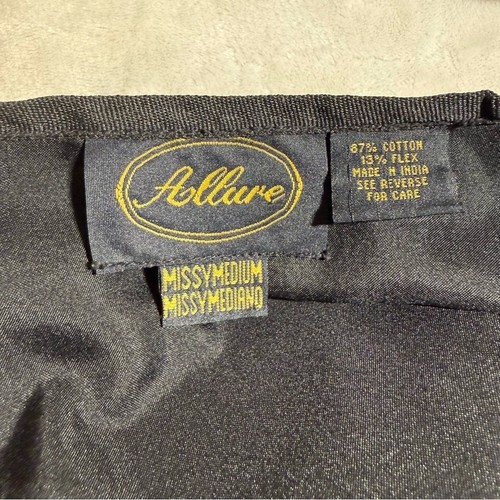 Allure
87% COTTON
13% FLEX
MADE IN INDIA
SEE REVERSE
FOR CARE
MISSYMEDIUM
MISSYMEDIANO